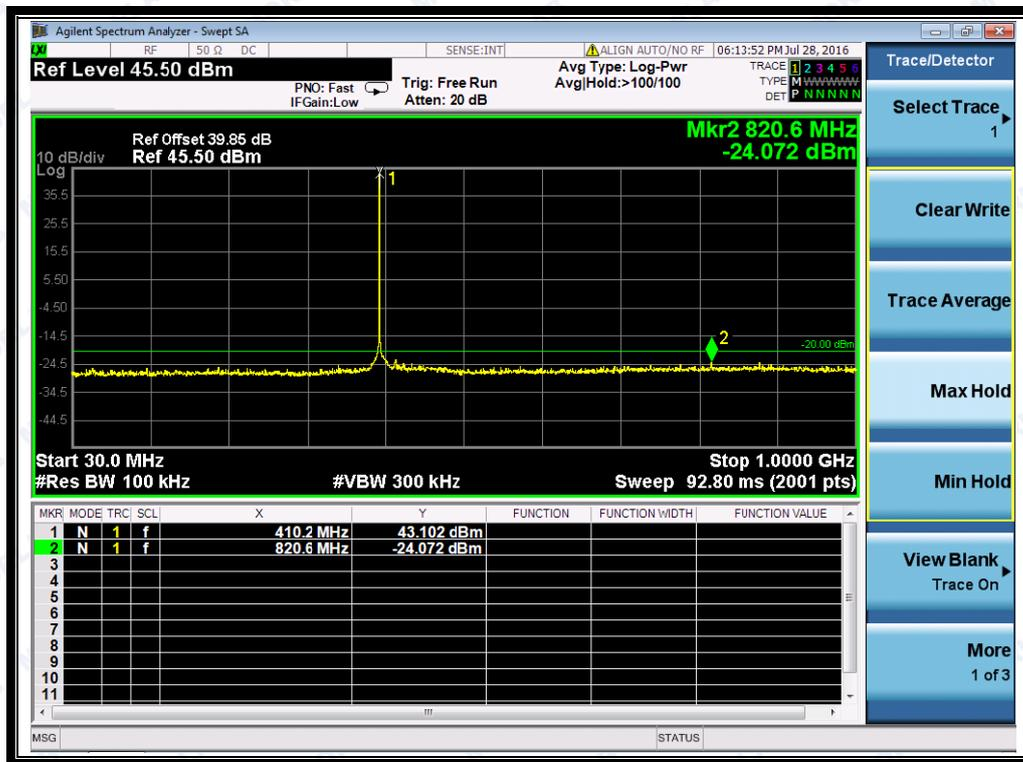 Agilent Spectrum Analyzer - Swept SA
LXI RF 50 Ω DC SENSE:INT ALIGN AUTO/NO RF 06:13:52 PM Jul 28, 2016
Ref Level 45.50 dBm
PNO: Fast
IFGain:Low
Trig: Free Run
Atten: 20 dB
Avg Type: Log-Pwr
Avg|Hold:>100/100
TRACE 1 2 3 4 5 6
TYPE M W W W W W
DET P N N N N N
Mkr2 820.6 MHz
-24.072 dBm
Ref Offset 39.85 dB
10 dB/div Ref 45.50 dBm
Log
1
35.5
25.5
15.5
5.50
-4.50
-14.5
2
-20.00 dBm
-24.5
-34.5
-44.5
Start 30.0 MHz Stop 1.0000 GHz
#Res BW 100 kHz #VBW 300 kHz Sweep 92.80 ms (2001 pts)
MKR MODE TRC SCL X Y FUNCTION FUNCTION WIDTH FUNCTION VALUE
1 N 1 f 410.2 MHz 43.102 dBm
2 N 1 f 820.6 MHz -24.072 dBm
3
4
5
6
7
8
9
10
11
MSG STATUS
Trace/Detector
Select Trace
1
Clear Write
Trace Average
Max Hold
Min Hold
View Blank
Trace On
More
1 of 3